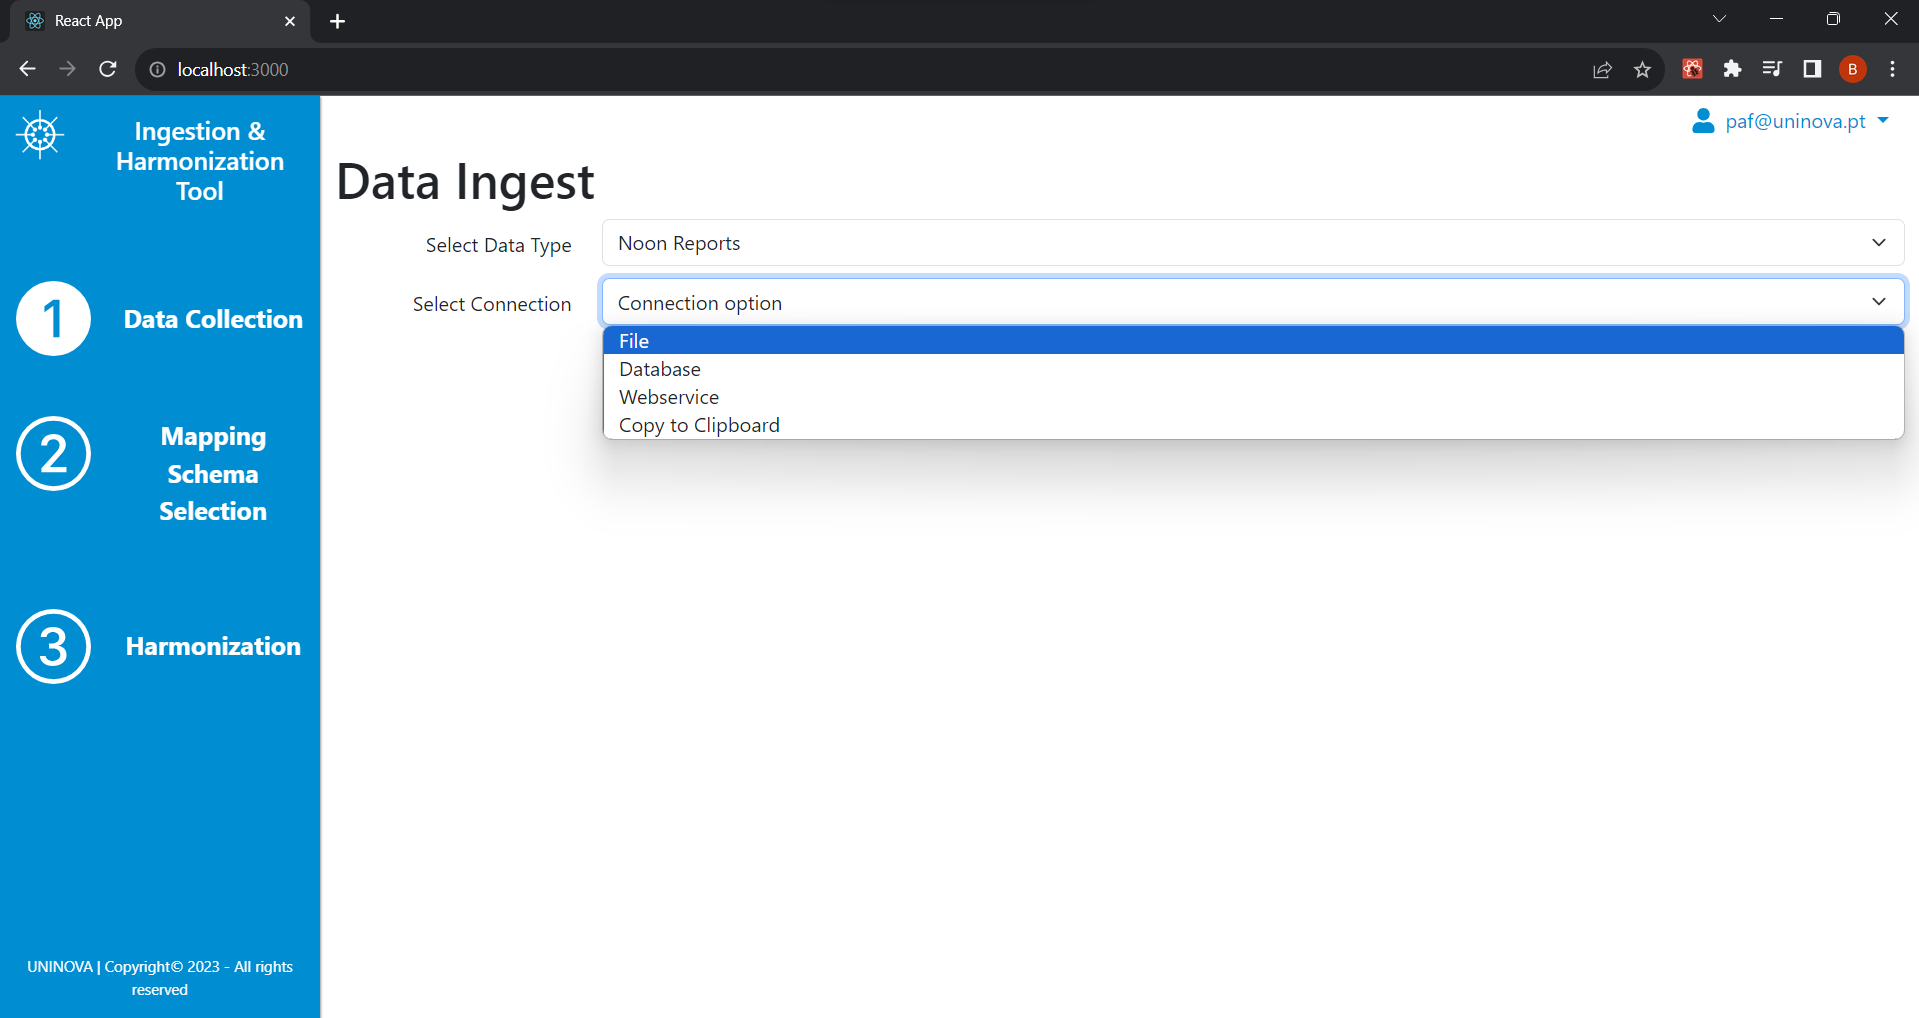 React App
localhost:3000
B
Ingestion &
Harmonization
Tool
paf@uninova.pt
Data Ingest
Select Data Type
Noon Reports
Select Connection
Connection option
File
Database
Webservice
Copy to Clipboard
1
Data Collection
2
Mapping
Schema
Selection
3
Harmonization
UNINOVA | Copyright© 2023 - All rights
reserved